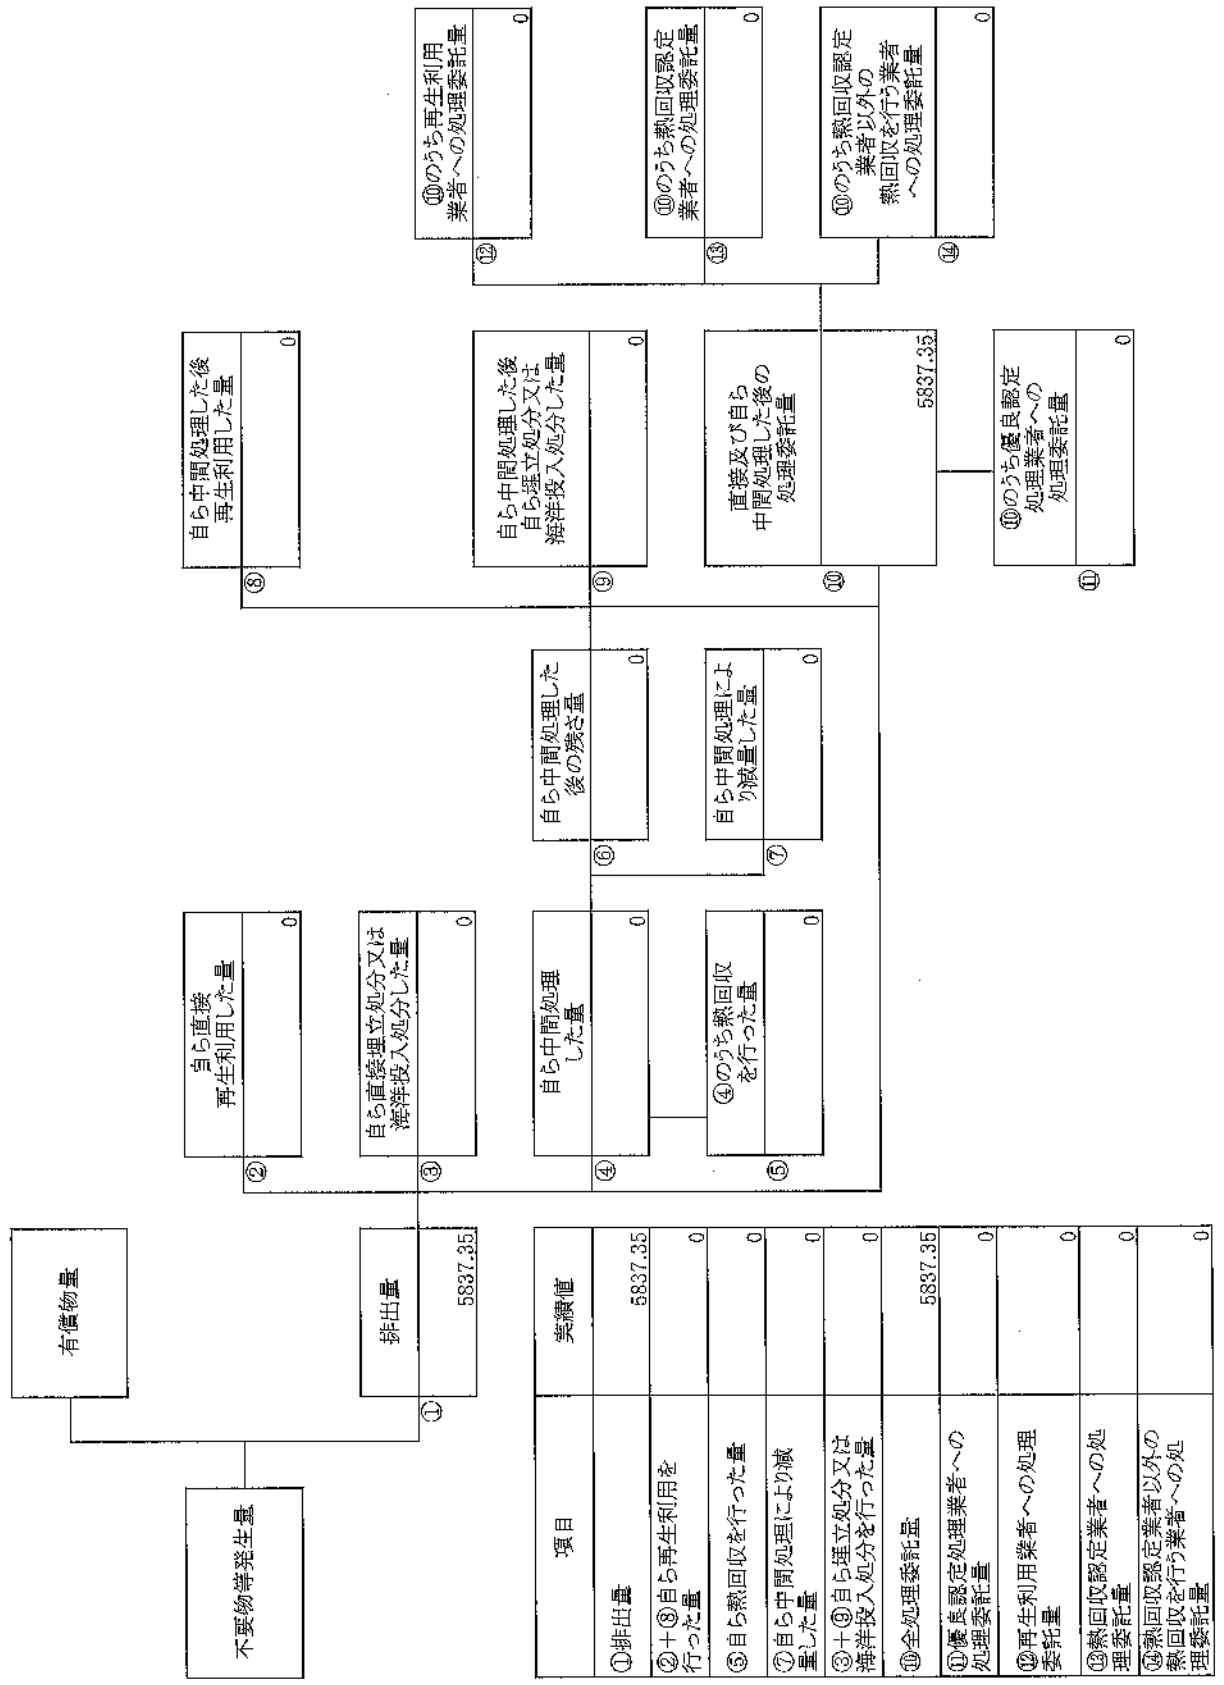 不要物等発生量
有償物量
①
排出量
5837.35
②
自ら直接
再生利用した量
0
③
自ら直接埋立処分又は
海洋投入処分した量
0
④
自ら中間処理
した量
0
⑤
④のうち熱回収
を行った量
0
⑥
自ら中間処理した
後の残さ量
0
⑦
自ら中間処理によ
り減量した量
0
⑧
自ら中間処理した後
再生利用した量
0
⑨
自ら中間処理した後
自ら埋立処分又は
海洋投入処分した量
0
⑩
直接及び自ら
中間処理した後の
処理委託量
5837.35
⑪
⑩のうち優良認定
処理業者への
処理委託量
0
⑫
⑩のうち再生利用
業者への処理委託量
0
⑬
⑩のうち熱回収認定
業者への処理委託量
0
⑭
⑩のうち熱回収認定
業者以外の
熱回収を行う業者
への処理委託量
0
項目 実績値
①排出量 5837.35
②+⑧自ら再生利用を
行った量 0
⑤自ら熱回収を行った量 0
⑦自ら中間処理により減
量した量 0
③+⑨自ら埋立処分又は
海洋投入処分を行った量 0
⑩全処理委託量 5837.35
⑪優良認定処理業者への
処理委託量 0
⑫再生利用業者への処理
委託量 0
⑬熱回収認定業者への処
理委託量 0
⑭熱回収認定業者以外の
熱回収を行う業者への処
理委託量 0